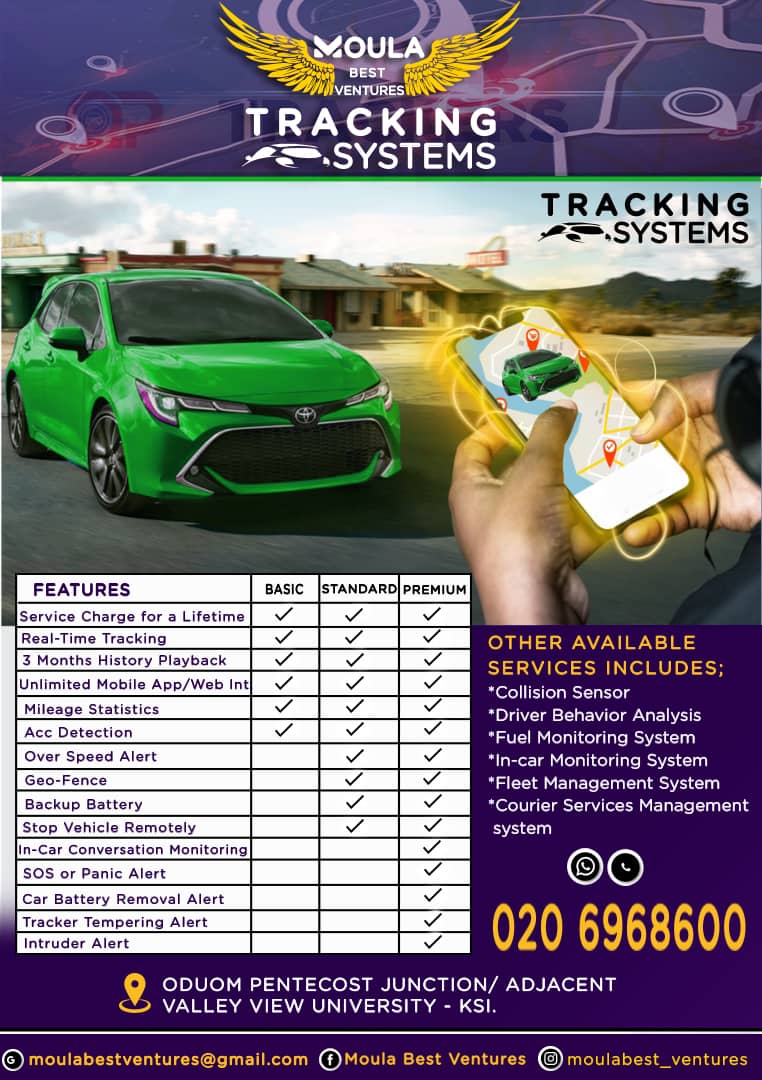 MOULA
BEST
VENTURES
TRACKING
SYSTEMS
TRACKING
SYSTEMS
MOTEL
FEATURES BASIC STANDARD PREMIUM
Service Charge for a Lifetime ✓ ✓ ✓
Real-Time Tracking ✓ ✓ ✓
3 Months History Playback ✓ ✓ ✓
Unlimited Mobile App/Web Int ✓ ✓ ✓
Mileage Statistics ✓ ✓ ✓
Acc Detection ✓ ✓ ✓
Over Speed Alert ✓ ✓
Geo-Fence ✓ ✓
Backup Battery ✓ ✓
Stop Vehicle Remotely ✓ ✓
In-Car Conversation Monitoring ✓
SOS or Panic Alert ✓
Car Battery Removal Alert ✓
Tracker Tempering Alert ✓
Intruder Alert ✓
OTHER AVAILABLE
SERVICES INCLUDES;
*Collision Sensor
*Driver Behavior Analysis
*Fuel Monitoring System
*In-car Monitoring System
*Fleet Management System
*Courier Services Management
system
020 6968600
ODUOM PENTECOST JUNCTION/ ADJACENT
VALLEY VIEW UNIVERSITY - KSI.
G moulabestventures@gmail.com f Moula Best Ventures moulabest_ventures